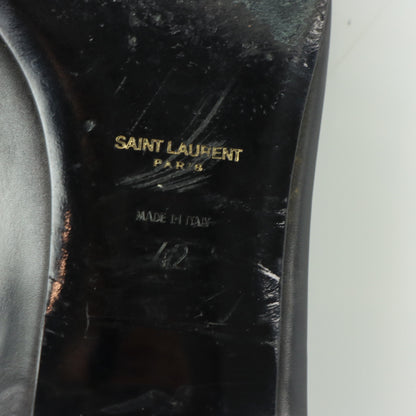 SAINT LAURENT
PARIS
MADE IN ITALY
42